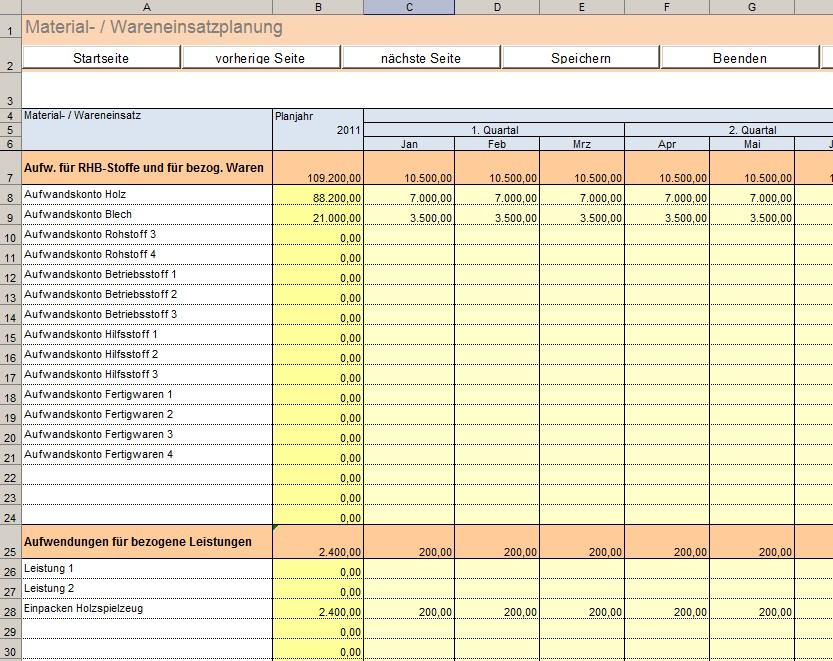 A B C D E F G
1 Material- / Wareneinsatzplanung
2 Startseite vorherige Seite nächste Seite Speichern Beenden
3
4 Material- / Wareneinsatz Planjahr
5 2011 1. Quartal 2. Quartal
6 Jan Feb Mrz Apr Mai
7 Aufw. für RHB-Stoffe und für bezog. Waren 109.200,00 10.500,00 10.500,00 10.500,00 10.500,00 10.500,00
8 Aufwandskonto Holz 88.200,00 7.000,00 7.000,00 7.000,00 7.000,00 7.000,00
9 Aufwandskonto Blech 21.000,00 3.500,00 3.500,00 3.500,00 3.500,00 3.500,00
10 Aufwandskonto Rohstoff 3 0,00
11 Aufwandskonto Rohstoff 4 0,00
12 Aufwandskonto Betriebsstoff 1 0,00
13 Aufwandskonto Betriebsstoff 2 0,00
14 Aufwandskonto Betriebsstoff 3 0,00
15 Aufwandskonto Hilfsstoff 1 0,00
16 Aufwandskonto Hilfsstoff 2 0,00
17 Aufwandskonto Hilfsstoff 3 0,00
18 Aufwandskonto Fertigwaren 1 0,00
19 Aufwandskonto Fertigwaren 2 0,00
20 Aufwandskonto Fertigwaren 3 0,00
21 Aufwandskonto Fertigwaren 4 0,00
22 0,00
23 0,00
24 0,00
25 Aufwendungen für bezogene Leistungen 2.400,00 200,00 200,00 200,00 200,00 200,00
26 Leistung 1 0,00
27 Leistung 2 0,00
28 Einpacken Holzspielzeug 2.400,00 200,00 200,00 200,00 200,00 200,00
29 0,00
30 0,00